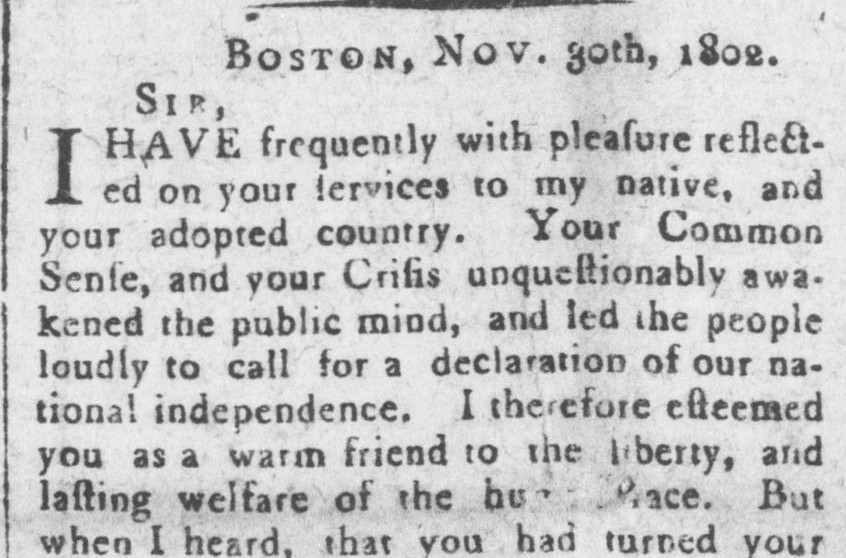 BOSTON, Nov. 30th, 1802.
SIR,
I HAVE frequently with pleaſure reflect-
ed on your ſervices to my native, and
your adopted country. Your Common
Senſe, and your Criſis unqueſtionably awa-
kened the public mind, and led the people
loudly to call for a declaration of our na-
tional independence. I therefore eſteemed
you as a warm friend to the liberty, and
laſting welfare of the race. But
when I heard, that you had turned your